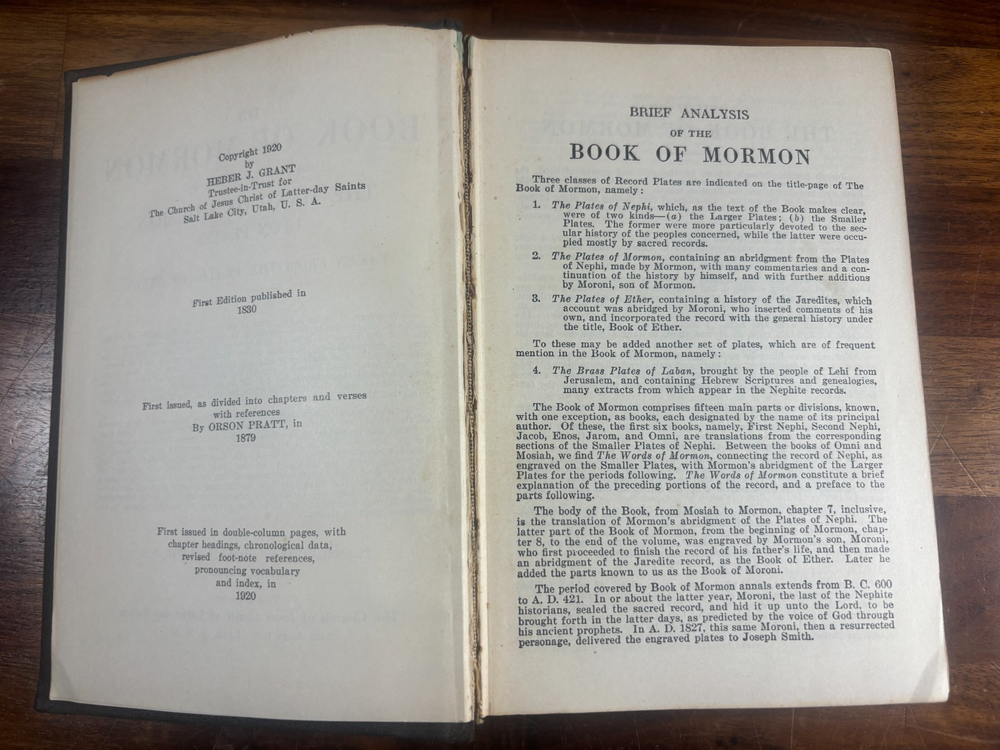 Copyright 1920
by
HEBER J. GRANT
Trustee-in-Trust for
The Church of Jesus Christ of Latter-day Saints
Salt Lake City, Utah, U. S. A.
First Edition published in
1830
First issued, as divided into chapters and verses
with references
By ORSON PRATT, in
1879
First issued in double-column pages, with
chapter headings, chronological data,
revised foot-note references,
pronouncing vocabulary
and index, in
1920
BRIEF ANALYSIS
OF THE
BOOK OF MORMON
Three classes of Record Plates are indicated on the title-page of The
Book of Mormon, namely:
1. The Plates of Nephi, which, as the text of the Book makes clear,
were of two kinds—(a) the Larger Plates; (b) the Smaller
Plates. The former were more particularly devoted to the sec-
ular history of the peoples concerned, while the latter were occu-
pied mostly by sacred records.
2. The Plates of Mormon, containing an abridgment from the Plates
of Nephi, made by Mormon, with many commentaries and a con-
tinuation of the history by himself, and with further additions
by Moroni, son of Mormon.
3. The Plates of Ether, containing a history of the Jaredites, which
account was abridged by Moroni, who inserted comments of his
own, and incorporated the record with the general history under
the title, Book of Ether.
To these may be added another set of plates, which are of frequent
mention in the Book of Mormon, namely:
4. The Brass Plates of Laban, brought by the people of Lehi from
Jerusalem, and containing Hebrew Scriptures and genealogies,
many extracts from which appear in the Nephite records.
The Book of Mormon comprises fifteen main parts or divisions, known,
with one exception, as books, each designated by the name of its principal
author. Of these, the first six books, namely, First Nephi, Second Nephi,
Jacob, Enos, Jarom, and Omni, are translations from the corresponding
sections of the Smaller Plates of Nephi. Between the books of Omni and
Mosiah, we find The Words of Mormon, connecting the record of Nephi, as
engraved on the Smaller Plates, with Mormon's abridgment of the Larger
Plates for the periods following. The Words of Mormon constitute a brief
explanation of the preceding portions of the record, and a preface to the
parts following.
The body of the Book, from Mosiah to Mormon, chapter 7, inclusive,
is the translation of Mormon's abridgment of the Plates of Nephi. The
latter part of the Book of Mormon, from the beginning of Mormon, chap-
ter 8, to the end of the volume, was engraved by Mormon's son, Moroni,
who first proceeded to finish the record of his father's life, and then made
an abridgment of the Jaredite record, as the Book of Ether. Later he
added the parts known to us as the Book of Moroni.
The period covered by Book of Mormon annals extends from B. C. 600
to A. D. 421. In or about the latter year, Moroni, the last of the Nephite
historians, sealed the sacred record, and hid it up unto the Lord, to be
brought forth in the latter days, as predicted by the voice of God through
his ancient prophets. In A. D. 1827, this same Moroni, then a resurrected
personage, delivered the engraved plates to Joseph Smith.